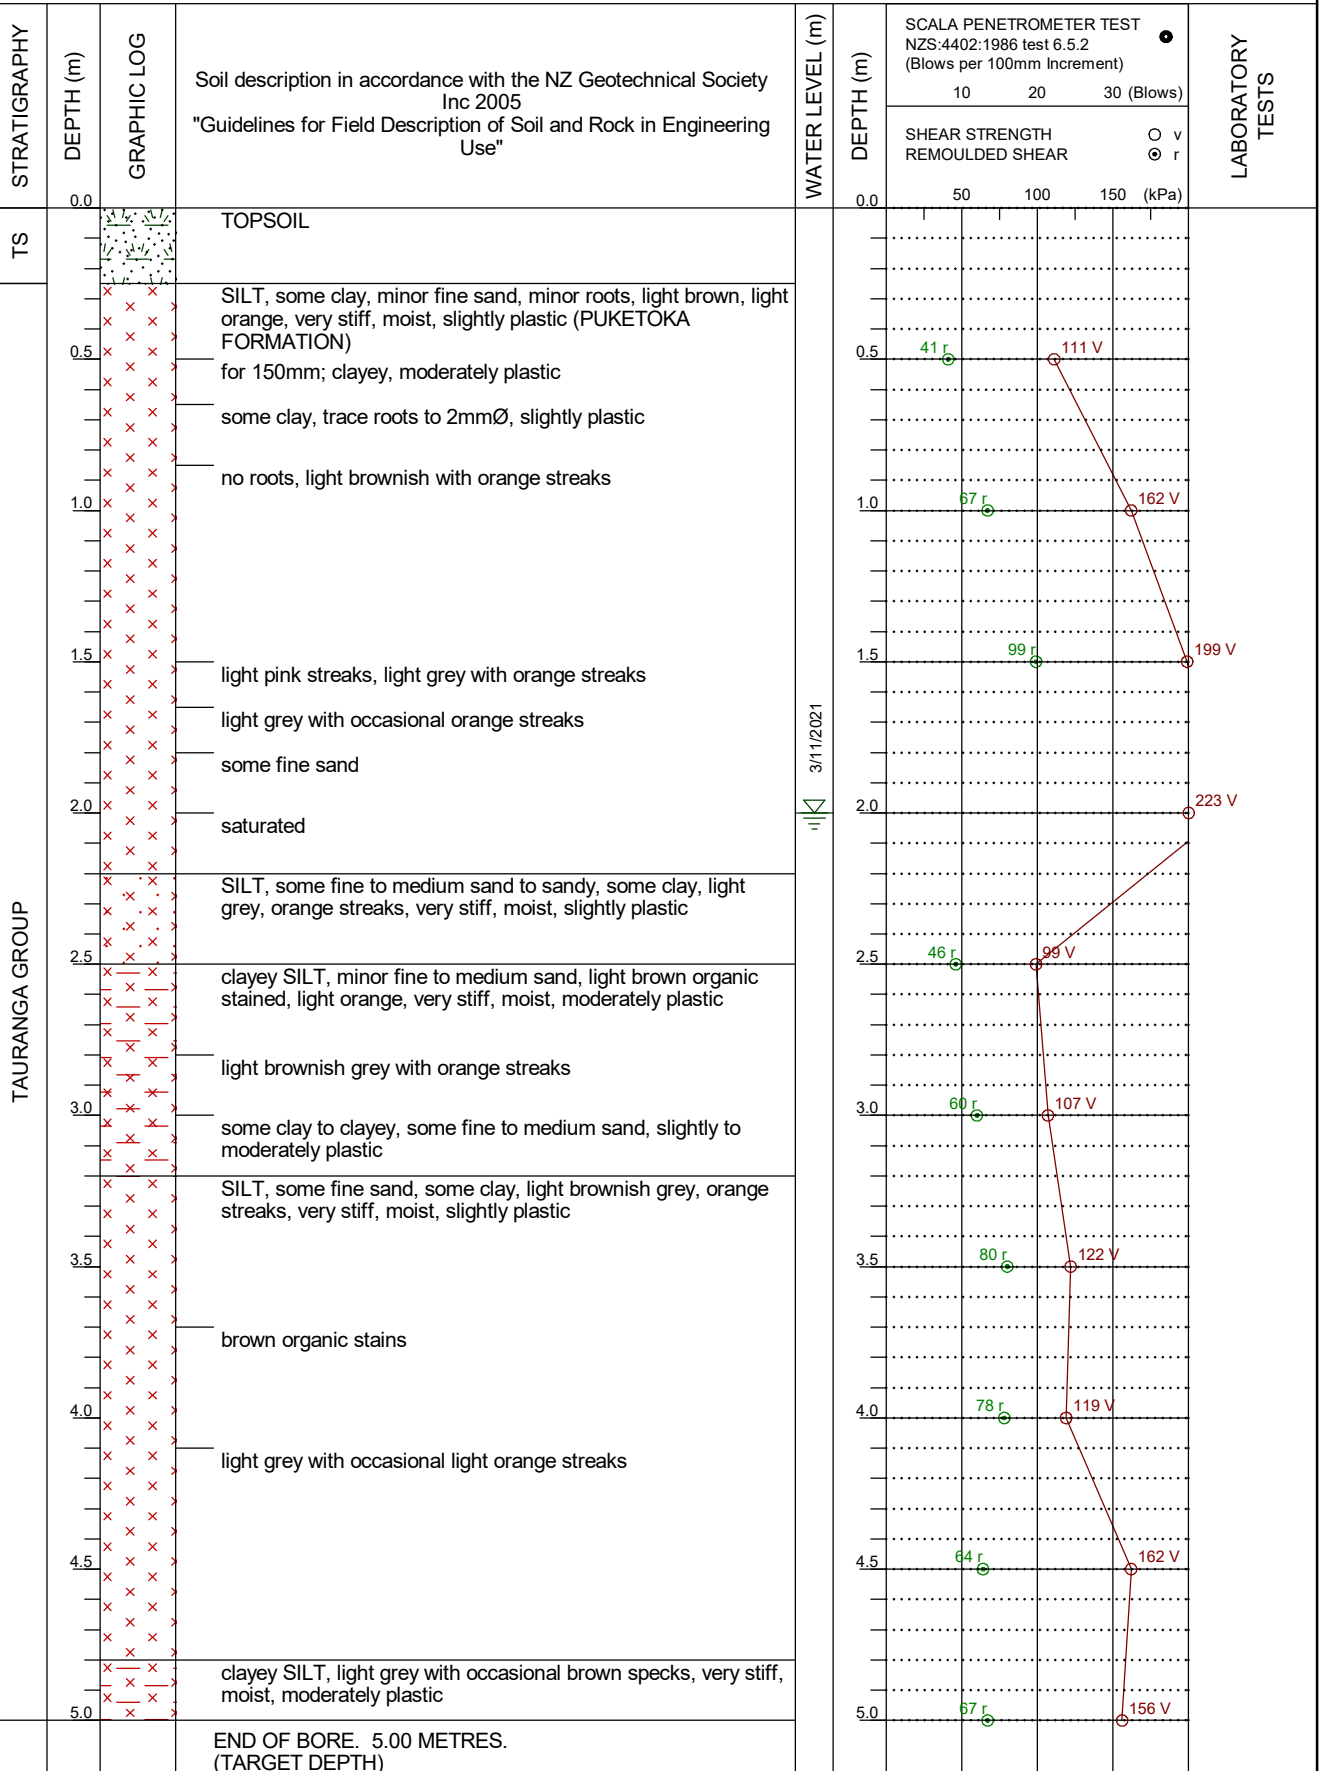 STRATIGRAPHY
DEPTH (m)
GRAPHIC LOG
Soil description in accordance with the NZ Geotechnical Society
Inc 2005
"Guidelines for Field Description of Soil and Rock in Engineering
Use"
WATER LEVEL (m)
DEPTH (m)
SCALA PENETROMETER TEST
NZS:4402:1986 test 6.5.2
(Blows per 100mm Increment)
10 20 30 (Blows)
SHEAR STRENGTH v
REMOULDED SHEAR r
50 100 150 (kPa)
LABORATORY
TESTS
0.0
0.0
TS
TOPSOIL
SILT, some clay, minor fine sand, minor roots, light brown, light
orange, very stiff, moist, slightly plastic (PUKETOKA
FORMATION)
0.5
0.5
41 r
111 V
for 150mm; clayey, moderately plastic
some clay, trace roots to 2mmØ, slightly plastic
no roots, light brownish with orange streaks
1.0
1.0
67 r
162 V
1.5
1.5
99 r
199 V
light pink streaks, light grey with orange streaks
light grey with occasional orange streaks
3/11/2021
some fine sand
2.0
2.0
223 V
saturated
TAURANGA GROUP
SILT, some fine to medium sand to sandy, some clay, light
grey, orange streaks, very stiff, moist, slightly plastic
2.5
2.5
46 r
99 V
clayey SILT, minor fine to medium sand, light brown organic
stained, light orange, very stiff, moist, moderately plastic
light brownish grey with orange streaks
3.0
3.0
60 r
107 V
some clay to clayey, some fine to medium sand, slightly to
moderately plastic
SILT, some fine sand, some clay, light brownish grey, orange
streaks, very stiff, moist, slightly plastic
3.5
3.5
80 r
122 V
brown organic stains
4.0
4.0
78 r
119 V
light grey with occasional light orange streaks
4.5
4.5
64 r
162 V
clayey SILT, light grey with occasional brown specks, very stiff,
moist, moderately plastic
5.0
5.0
67 r
156 V
END OF BORE. 5.00 METRES.
(TARGET DEPTH)